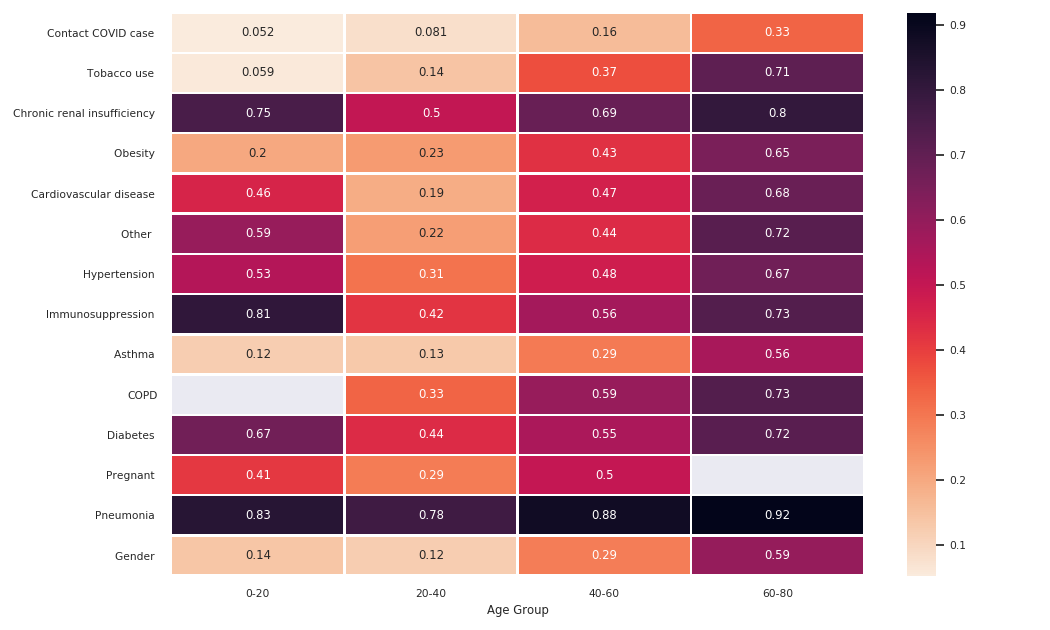 Contact COVID case 0.052 0.081 0.16 0.33
Tobacco use 0.059 0.14 0.37 0.71
Chronic renal insufficiency 0.75 0.5 0.69 0.8
Obesity 0.2 0.23 0.43 0.65
Cardiovascular disease 0.46 0.19 0.47 0.68
Other 0.59 0.22 0.44 0.72
Hypertension 0.53 0.31 0.48 0.67
Immunosuppression 0.81 0.42 0.56 0.73
Asthma 0.12 0.13 0.29 0.56
COPD 0.33 0.59 0.73
Diabetes 0.67 0.44 0.55 0.72
Pregnant 0.41 0.29 0.5
Pneumonia 0.83 0.78 0.88 0.92
Gender 0.14 0.12 0.29 0.59
0-20 20-40 40-60 60-80
Age Group
0.9
0.8
0.7
0.6
0.5
0.4
0.3
0.2
0.1